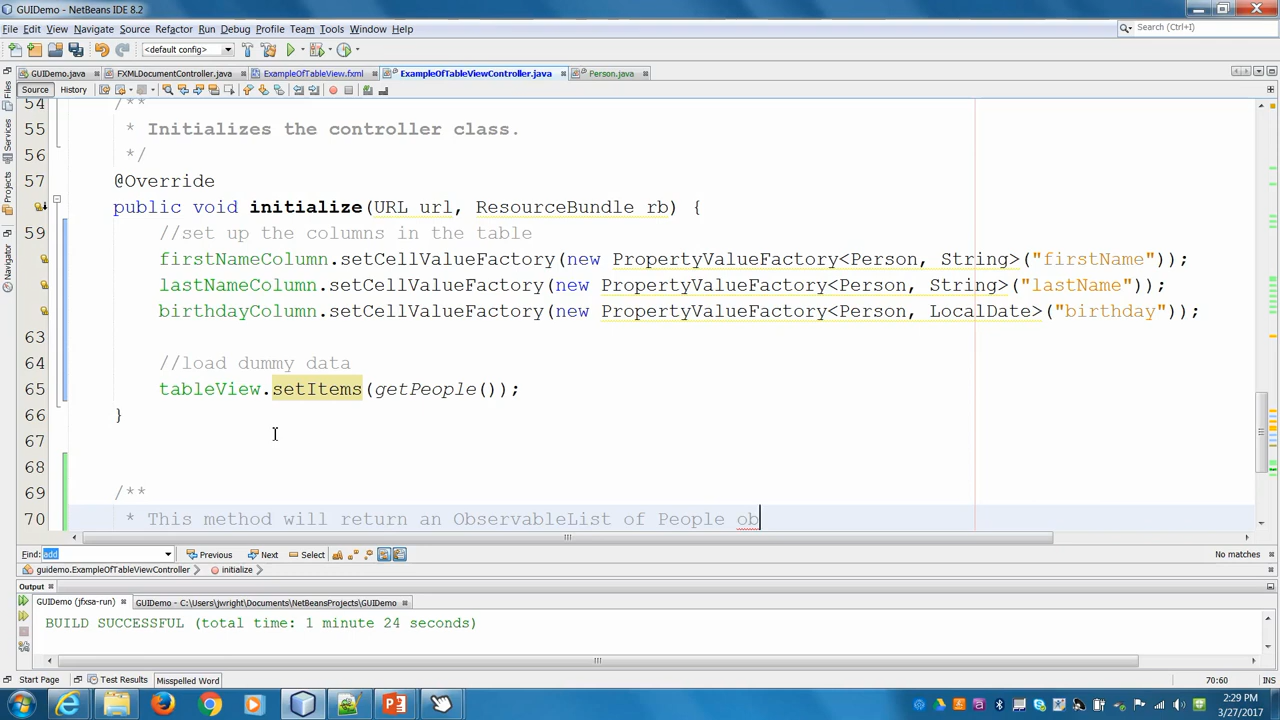 GUIDemo - NetBeans IDE 8.2
File Edit View Navigate Source Refactor Run Debug Profile Team Tools Window Help
Search (Ctrl+I)
<default config>
GUIDemo.java FXMLDocumentController.java ExampleOfTableView.fxml ExampleOfTableViewController.java Person.java
Source History
Files
Services
Projects
Navigator
54 /**
55 * Initializes the controller class.
56 */
57 @Override
public void initialize(URL url, ResourceBundle rb) {
59 //set up the columns in the table
firstNameColumn.setCellValueFactory(new PropertyValueFactory<Person, String>("firstName"));
lastNameColumn.setCellValueFactory(new PropertyValueFactory<Person, String>("lastName"));
birthdayColumn.setCellValueFactory(new PropertyValueFactory<Person, LocalDate>("birthday"));
63
64 //load dummy data
65 tableView.setItems(getPeople());
66 }
67
68
69 /**
70 * This method will return an ObservableList of People ob
Find: add Previous Next Select No matches
guidemo.ExampleOfTableViewController initialize
Output
GUIDemo (jfxsa-run) GUIDemo - C:\Users\jwright\Documents\NetBeansProjects\GUIDemo
BUILD SUCCESSFUL (total time: 1 minute 24 seconds)
Start Page Test Results Misspelled Word 70:60 INS
2:29 PM
3/27/2017